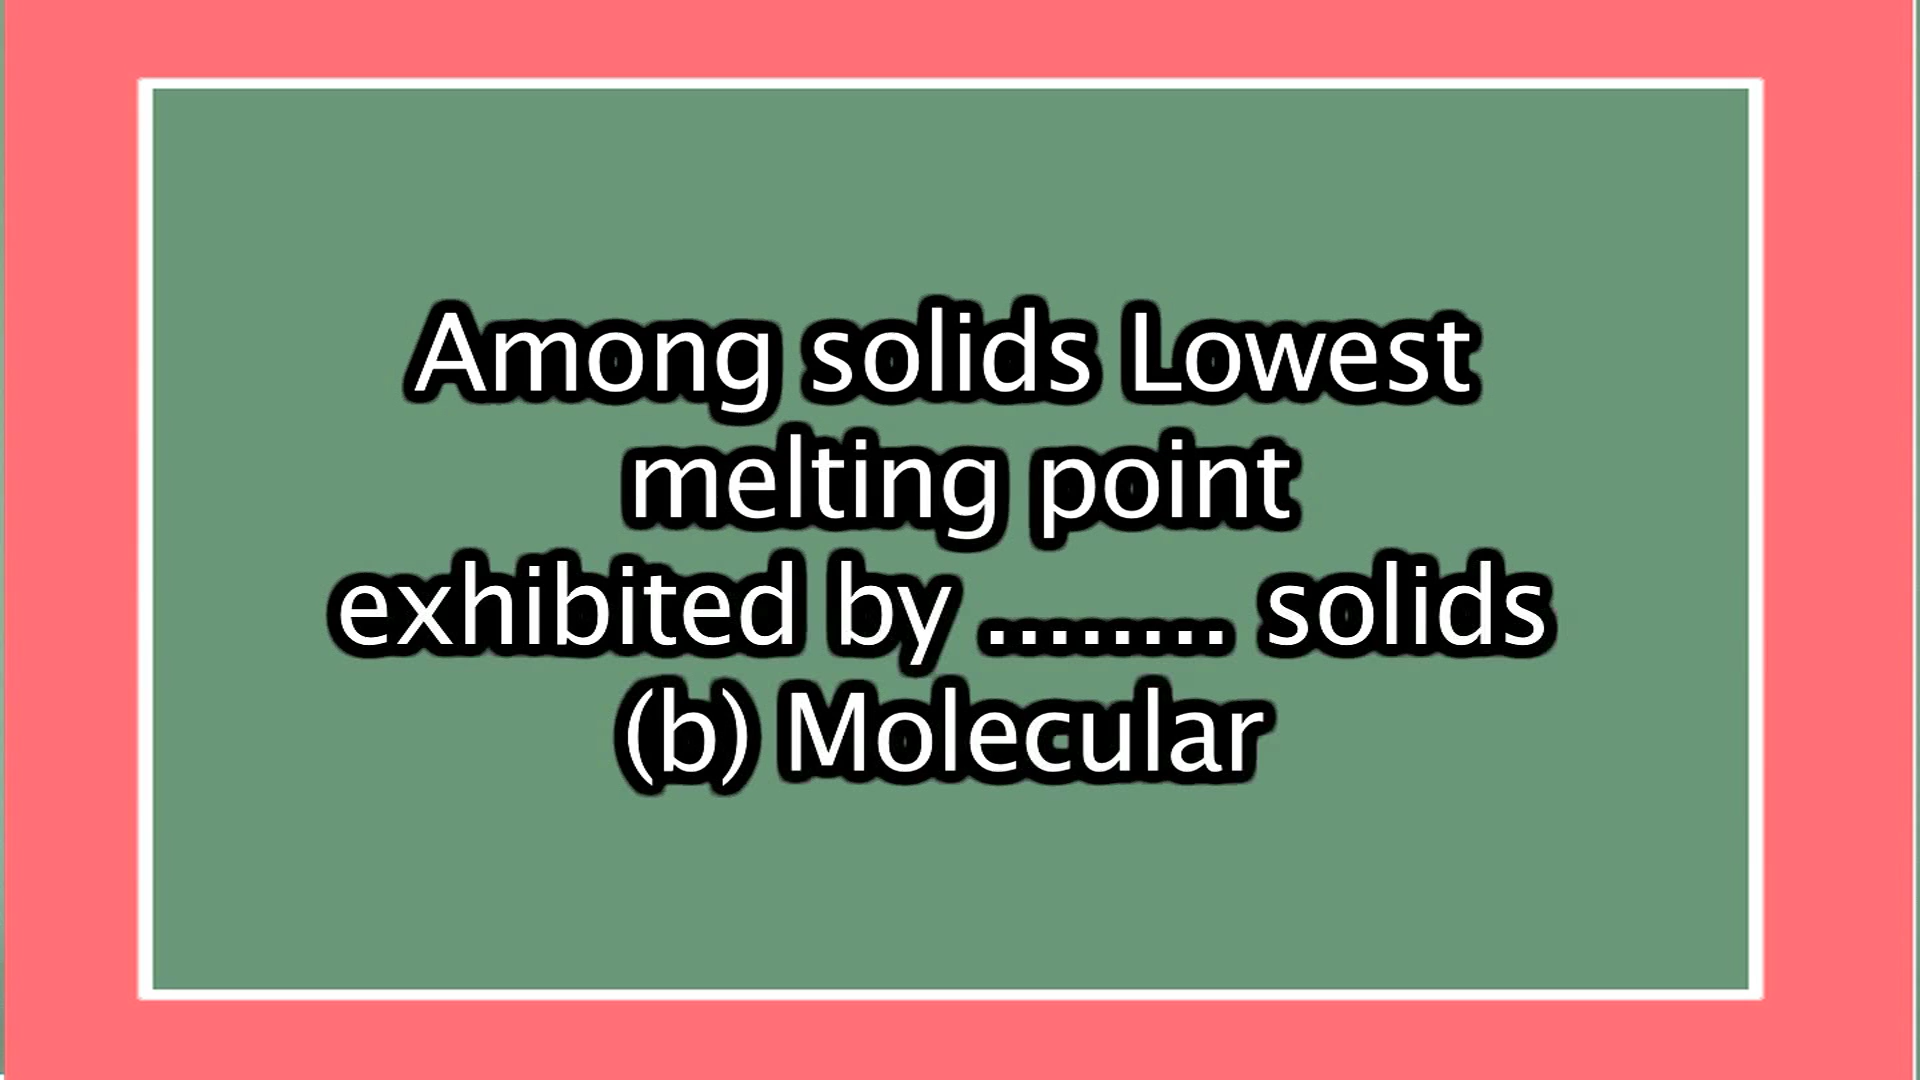 Among solids Lowest
melting point
exhibited by ........ solids
(b) Molecular